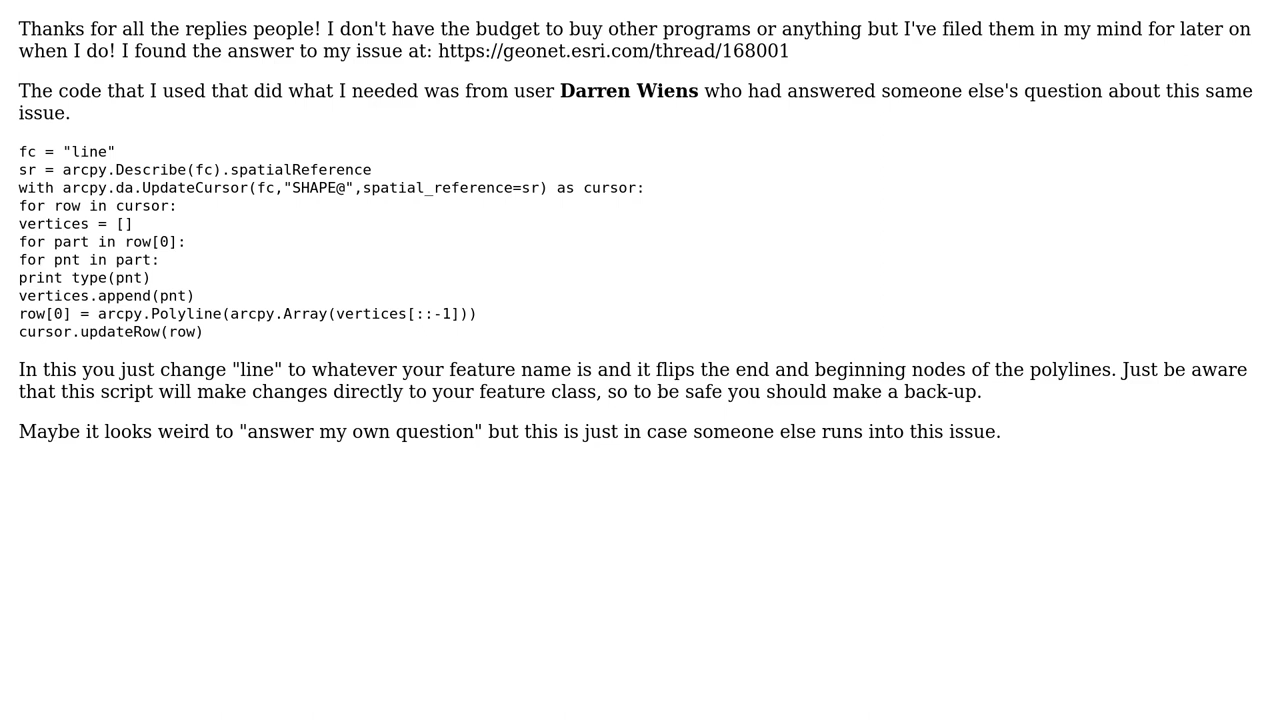 Thanks for all the replies people! I don't have the budget to buy other programs or anything but I've filed them in my mind for later on
when I do! I found the answer to my issue at: https://geonet.esri.com/thread/168001
The code that I used that did what I needed was from user Darren Wiens who had answered someone else's question about this same
issue.
fc = "line"
sr = arcpy.Describe(fc).spatialReference
with arcpy.da.UpdateCursor(fc,"SHAPE@",spatial_reference=sr) as cursor:
for row in cursor:
vertices = []
for part in row[0]:
for pnt in part:
print type(pnt)
vertices.append(pnt)
row[0] = arcpy.Polyline(arcpy.Array(vertices[::-1]))
cursor.updateRow(row)
In this you just change "line" to whatever your feature name is and it flips the end and beginning nodes of the polylines. Just be aware
that this script will make changes directly to your feature class, so to be safe you should make a back-up.
Maybe it looks weird to "answer my own question" but this is just in case someone else runs into this issue.